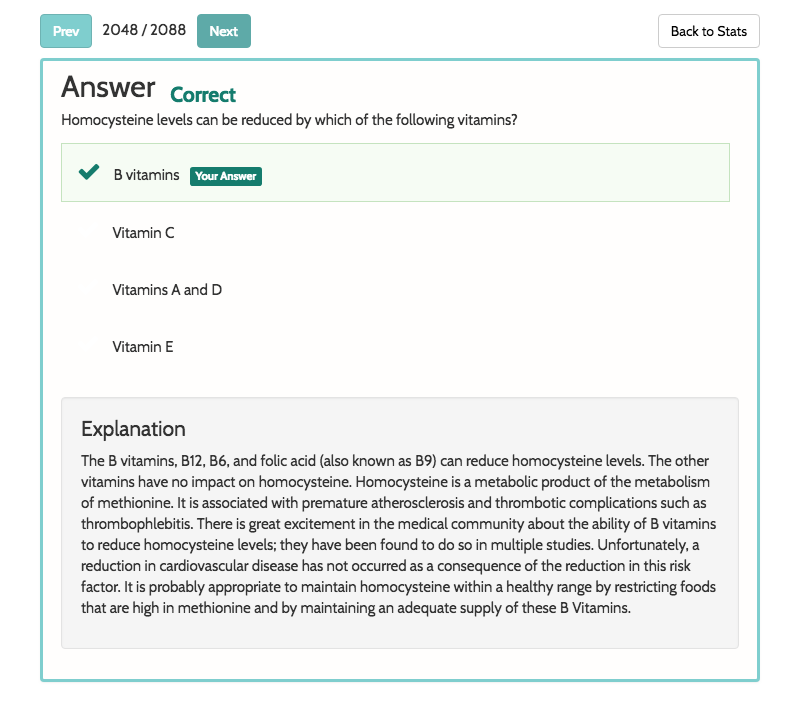 Prev 2048 / 2088 Next Back to Stats
Answer Correct
Homocysteine levels can be reduced by which of the following vitamins?
B vitamins Your Answer
Vitamin C
Vitamins A and D
Vitamin E
Explanation
The B vitamins, B12, B6, and folic acid (also known as B9) can reduce homocysteine levels. The other
vitamins have no impact on homocysteine. Homocysteine is a metabolic product of the metabolism
of methionine. It is associated with premature atherosclerosis and thrombotic complications such as
thrombophlebitis. There is great excitement in the medical community about the ability of B vitamins
to reduce homocysteine levels; they have been found to do so in multiple studies. Unfortunately, a
reduction in cardiovascular disease has not occurred as a consequence of the reduction in this risk
factor. It is probably appropriate to maintain homocysteine within a healthy range by restricting foods
that are high in methionine and by maintaining an adequate supply of these B Vitamins.